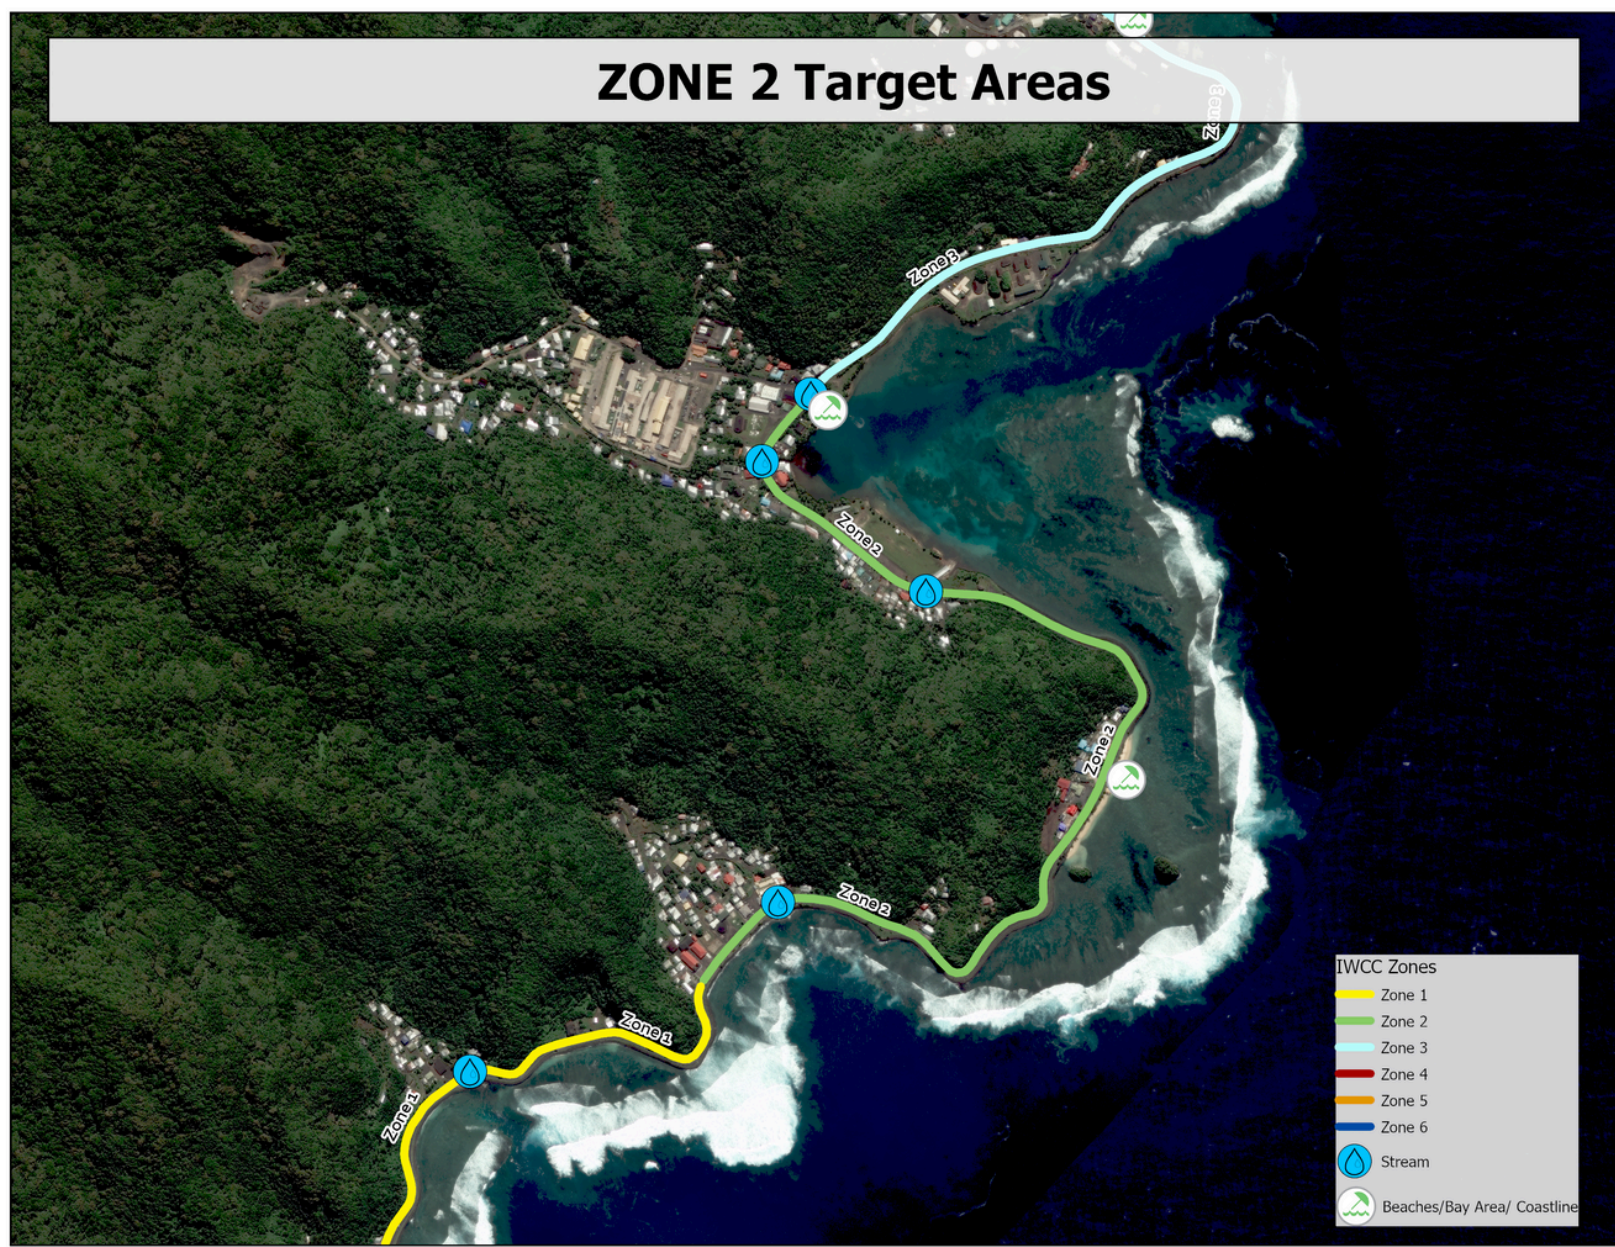 ZONE 2 Target Areas
Zone 3
Zone 3
Zone 2
Zone 2
Zone 2
Zone 1
Zone 1
IWCC Zones
Zone 1
Zone 2
Zone 3
Zone 4
Zone 5
Zone 6
Stream
Beaches/Bay Area/ Coastline